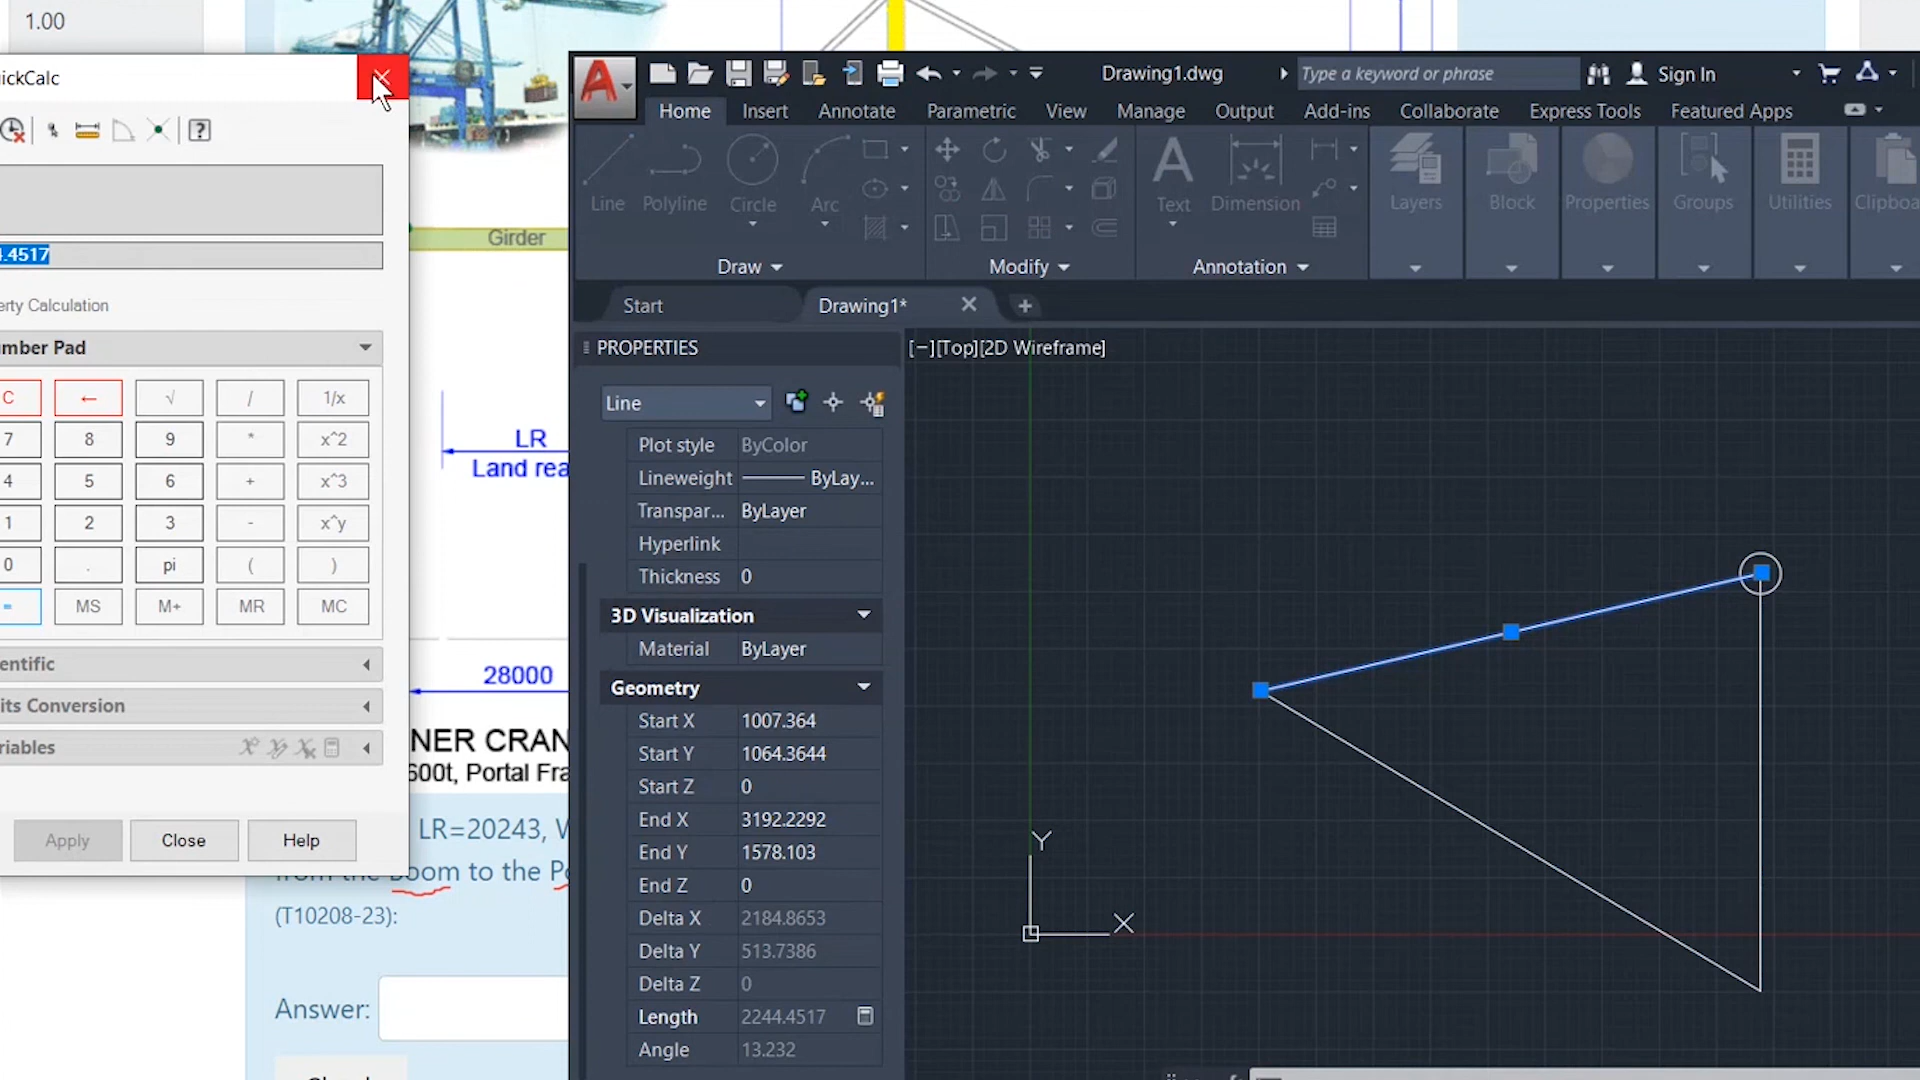 1.00
ickCalc
?
.4517
erty Calculation
mber Pad
C ← √ / 1/x
7 8 9 * x^2
4 5 6 + x^3
1 2 3 - x^y
0 . pi ( )
= MS M+ MR MC
entific
its Conversion
riables
Apply Close Help
Girder
LR
Land rea
28000
NER CRAN
600t, Portal Fra
LR=20243, W
from the Boom to the Po
(T10208-23):
Answer:
Drawing1.dwg
Type a keyword or phrase
Sign In
Home Insert Annotate Parametric View Manage Output Add-ins Collaborate Express Tools Featured Apps
Line Polyline Circle Arc
Text Dimension
Layers Block Properties Groups Utilities Clipboa
Draw Modify Annotation
Start Drawing1*
PROPERTIES
[−][Top][2D Wireframe]
Line
Plot style ByColor
Lineweight ByLay...
Transpar... ByLayer
Hyperlink
Thickness 0
3D Visualization
Material ByLayer
Geometry
Start X 1007.364
Start Y 1064.3644
Start Z 0
End X 3192.2292
End Y 1578.103
End Z 0
Delta X 2184.8653
Delta Y 513.7386
Delta Z 0
Length 2244.4517
Angle 13.232
Y
X